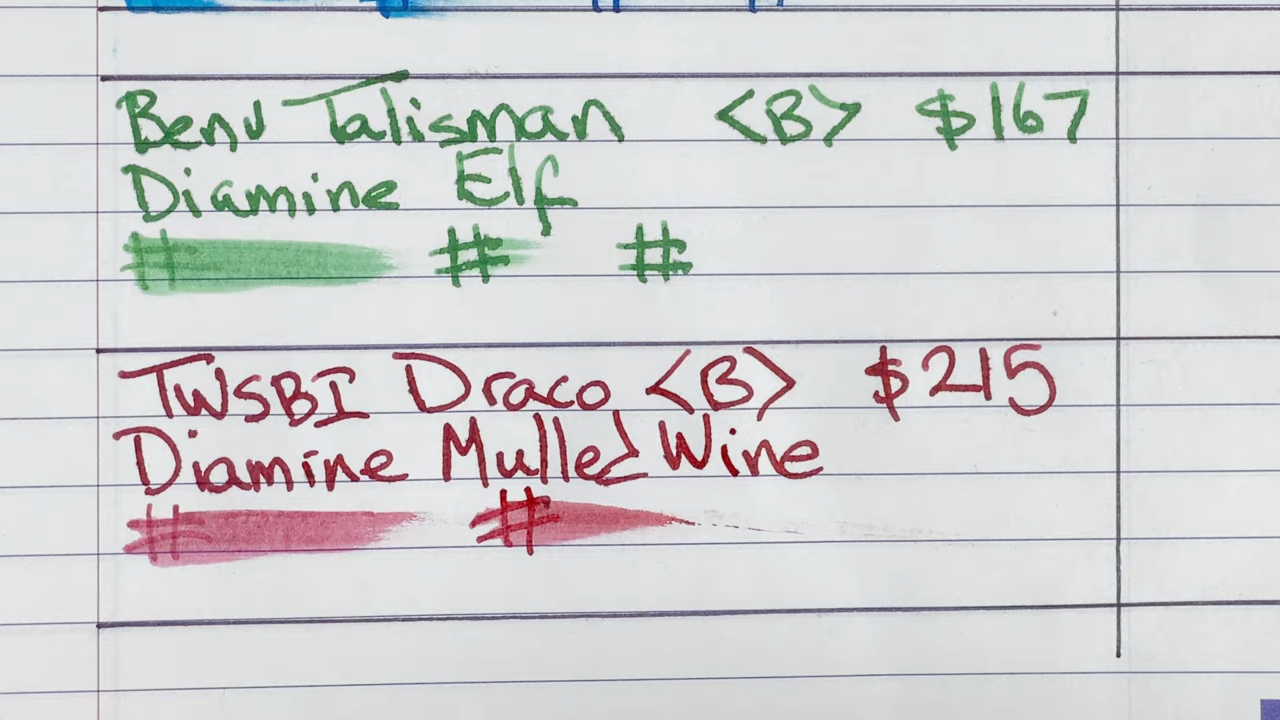 Benu Talisman <B> $167
Diamine Elf
# # #
TWSBI Draco <B> $215
Diamine Mulled Wine
# #